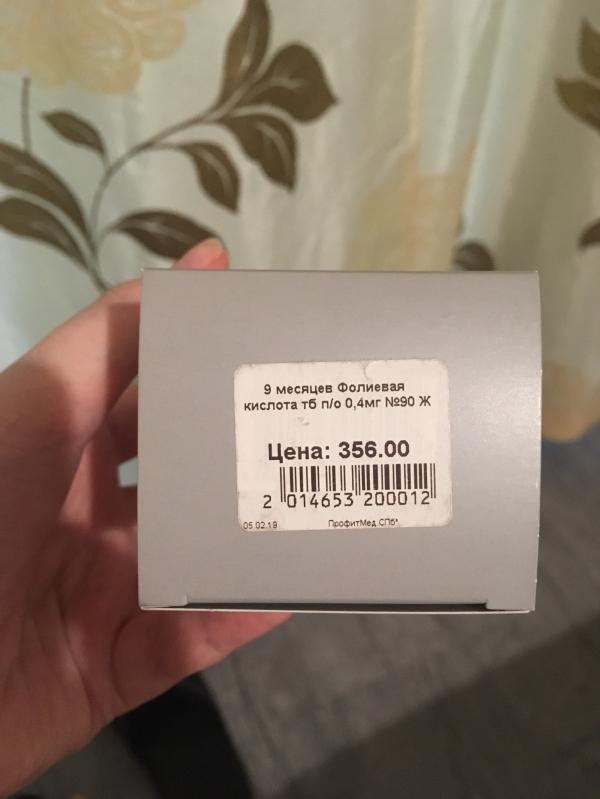 9 месяцев Фолиевая
кислота тб п/о 0,4мг №90 Ж
Цена: 356.00
2 014653 200012
05.02.19 ПрофитМед СПб*